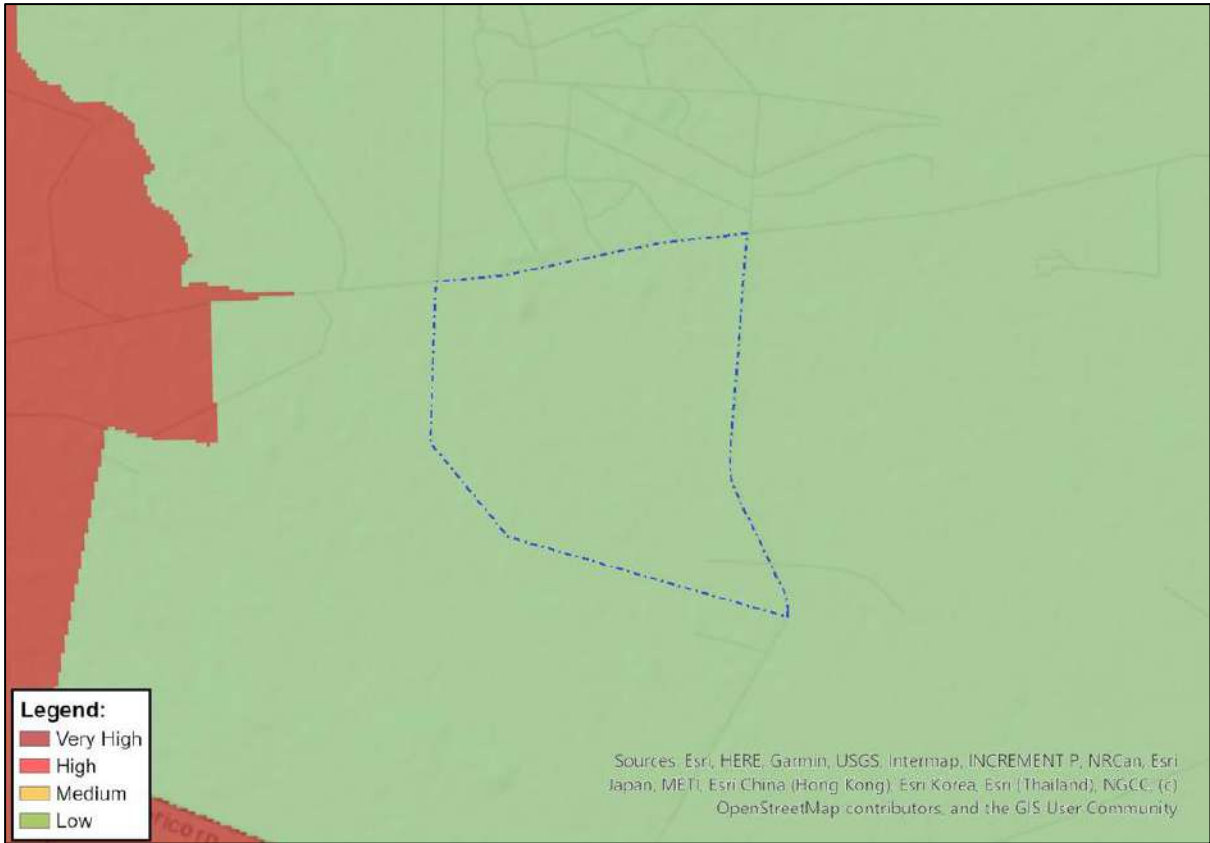 Legend:
Very High
High
Medium
Low
Sources: Esri, HERE, Garmin, USGS, Intermap, INCREMENT P, NRCan, Esri
Japan, METI, Esri China (Hong Kong), Esri Korea, Esri (Thailand), NGCC, (c)
OpenStreetMap contributors, and the GIS User Community